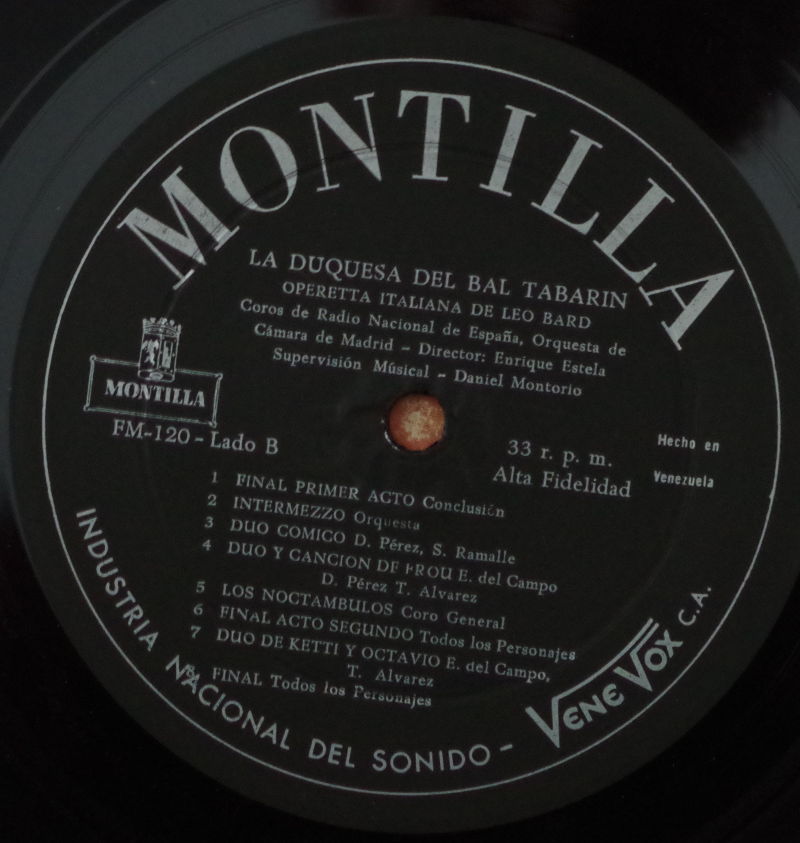 MONTILLA
LA DUQUESA DEL BAL TABARIN
OPERETTA ITALIANA DE LEO BARD
Coros de Radio Nacional de España, Orquesta de
Cámara de Madrid – Director: Enrique Estela
Supervisión Músical – Daniel Montorio
MONTILLA
FM-120 - Lado B
33 r. p. m.
Alta Fidelidad
Hecho en
Venezuela
1 FINAL PRIMER ACTO Conclusión
2 INTERMEZZO Orquesta
3 DUO COMICO D. Pérez, S. Ramalle
4 DUO Y CANCION DE FROU E. del Campo
D. Pérez T. Alvarez
5 LOS NOCTAMBULOS Coro General
6 FINAL ACTO SEGUNDO Todos los Personajes
7 DUO DE KETTI Y OCTAVIO E. del Campo,
T. Alvarez
8 FINAL Todos los Personajes
INDUSTRIA NACIONAL DEL SONIDO – VENE VOX C.A.